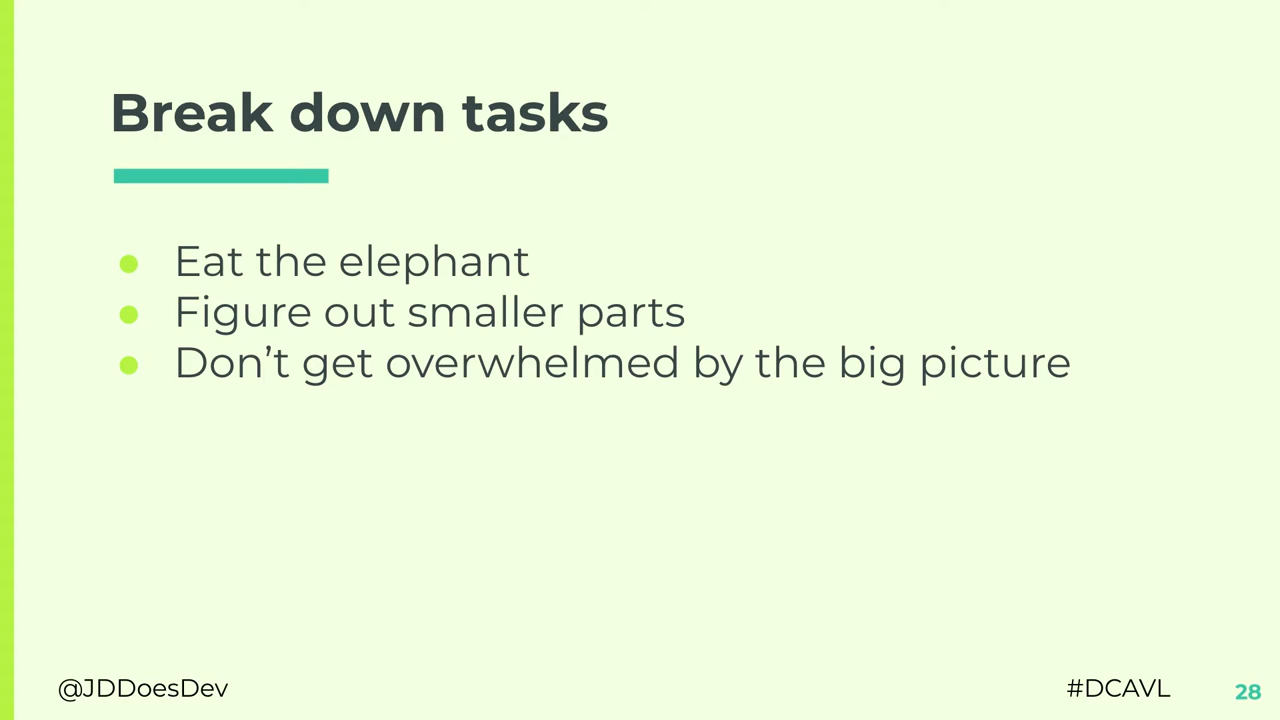 Break down tasks
● Eat the elephant
● Figure out smaller parts
● Don’t get overwhelmed by the big picture
@JDDoesDev
#DCAVL
28